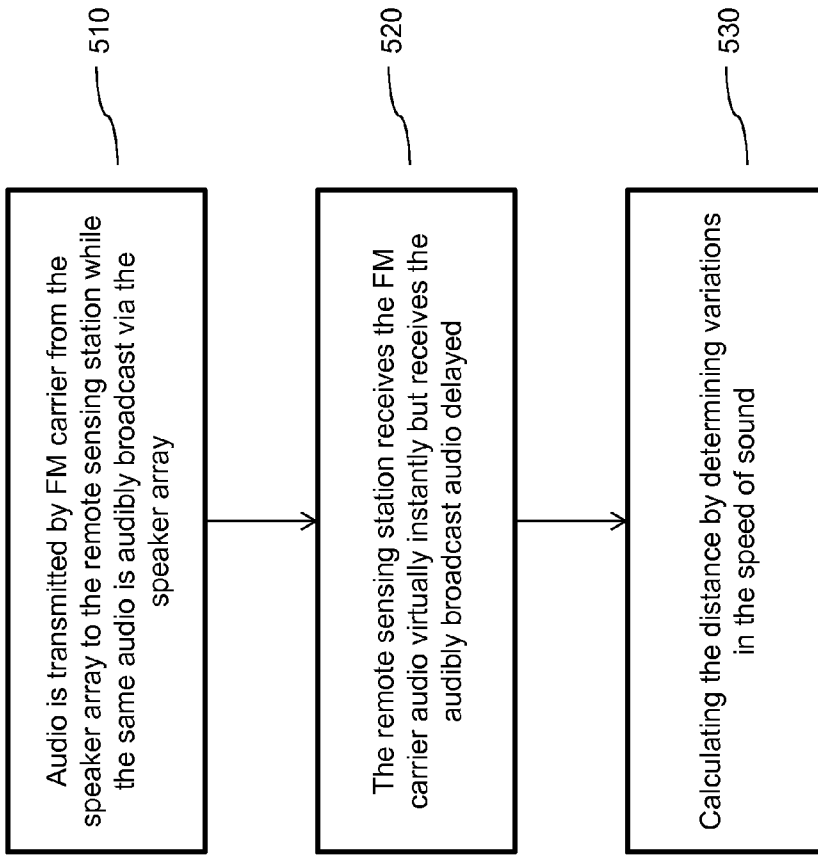 Audio is transmitted by FM carrier from the
speaker array to the remote sensing station while
the same audio is audibly broadcast via the
speaker array
510
The remote sensing station receives the FM
carrier audio virtually instantly but receives the
audibly broadcast audio delayed
520
Calculating the distance by determining variations
in the speed of sound
530